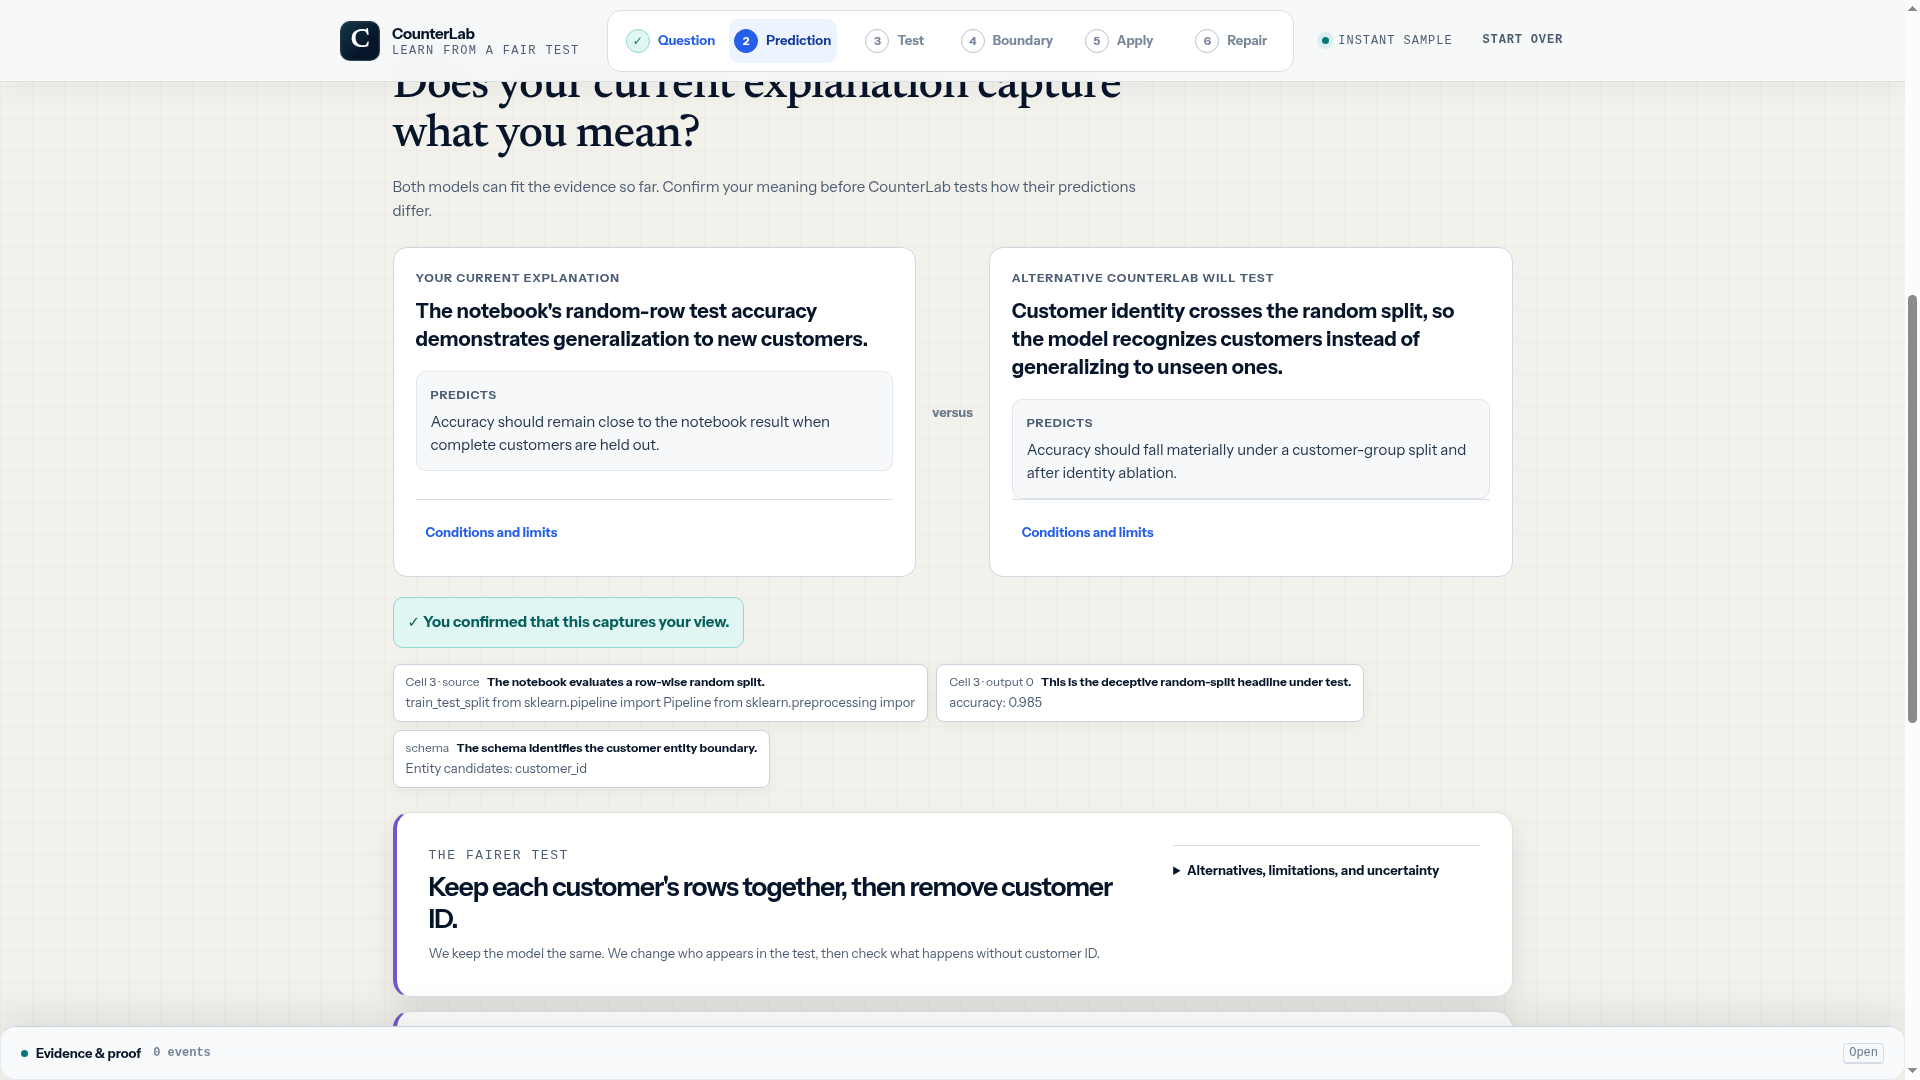 C
CounterLab
LEARN FROM A FAIR TEST
✓ Question
2 Prediction
3 Test
4 Boundary
5 Apply
6 Repair
INSTANT SAMPLE
START OVER
Does your current explanation capture
what you mean?
Both models can fit the evidence so far. Confirm your meaning before CounterLab tests how their predictions
differ.
YOUR CURRENT EXPLANATION
The notebook's random-row test accuracy
demonstrates generalization to new customers.
PREDICTS
Accuracy should remain close to the notebook result when
complete customers are held out.
Conditions and limits
versus
ALTERNATIVE COUNTERLAB WILL TEST
Customer identity crosses the random split, so
the model recognizes customers instead of
generalizing to unseen ones.
PREDICTS
Accuracy should fall materially under a customer-group split and
after identity ablation.
Conditions and limits
✓ You confirmed that this captures your view.
Cell 3 · source The notebook evaluates a row-wise random split.
train_test_split from sklearn.pipeline import Pipeline from sklearn.preprocessing impor
Cell 3 · output 0 This is the deceptive random-split headline under test.
accuracy: 0.985
schema The schema identifies the customer entity boundary.
Entity candidates: customer_id
THE FAIRER TEST
Keep each customer's rows together, then remove customer
ID.
We keep the model the same. We change who appears in the test, then check what happens without customer ID.
▶ Alternatives, limitations, and uncertainty
Evidence & proof 0 events
Open